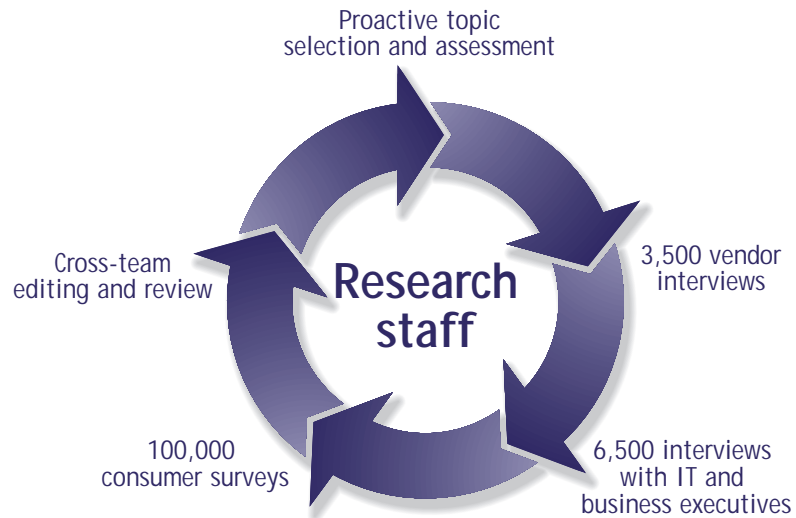 Proactive topic
selection and assessment
3,500 vendor
interviews
6,500 interviews
with IT and
business executives
100,000
consumer surveys
Cross-team
editing and review
Research
staff